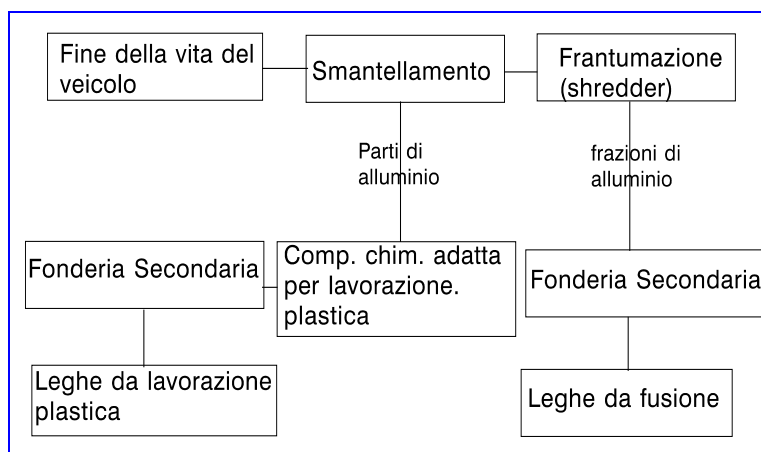 Fine della vita del
veicolo
Smantellamento
Frantumazione
(shredder)
Parti di
alluminio
frazioni di
alluminio
Fonderia Secondaria
Comp. chim. adatta
per lavorazione.
plastica
Fonderia Secondaria
Leghe da lavorazione
plastica
Leghe da fusione